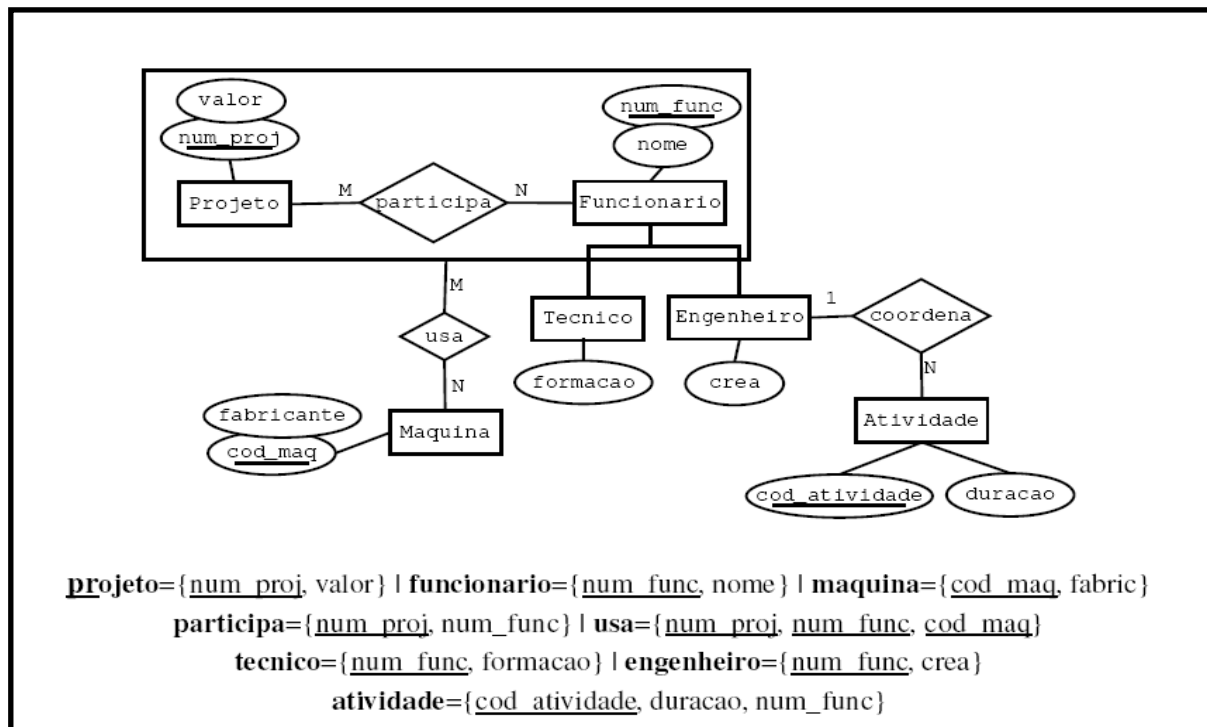 valor
num_proj
num_func
nome
Projeto
M
participa
N
Funcionario
M
usa
N
Tecnico
Engenheiro
1
coordena
N
formacao
crea
fabricante
cod_maq
Maquina
Atividade
cod_atividade
duracao
projeto={num_proj, valor} | funcionario={num_func, nome} | maquina={cod_maq, fabric}
participa={num_proj, num_func} | usa={num_proj, num_func, cod_maq}
tecnico={num_func, formacao} | engenheiro={num_func, crea}
atividade={cod_atividade, duracao, num_func}